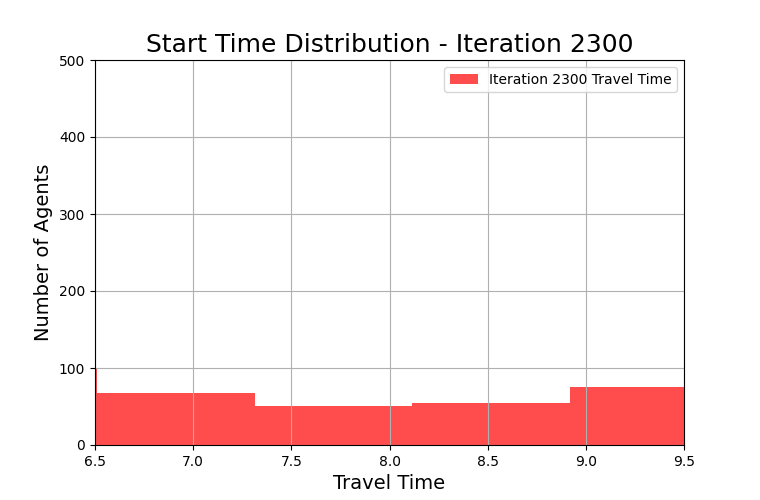 Start Time Distribution - Iteration 2300
Iteration 2300 Travel Time
Number of Agents
500
400
300
200
100
0
6.5 7.0 7.5 8.0 8.5 9.0 9.5
Travel Time